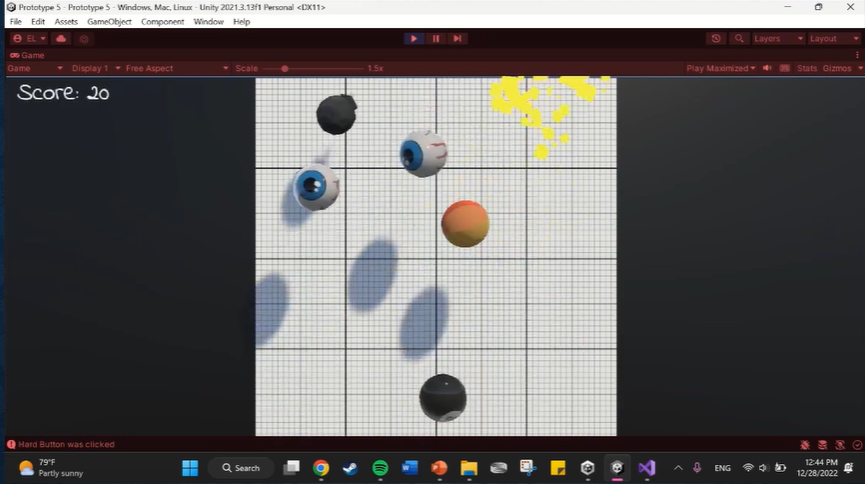 Prototype 5 - Prototype 5 - Windows, Mac, Linux - Unity 2021.3.13f1 Personal <DX11>
File Edit Assets GameObject Component Window Help
EL Layers Layout
Game
Game Display 1 Free Aspect Scale 1.5x Play Maximized Stats Gizmos
Score: 20
Hard Button was clicked
79°F
Partly sunny
Search
ENG
12:44 PM
12/28/2022